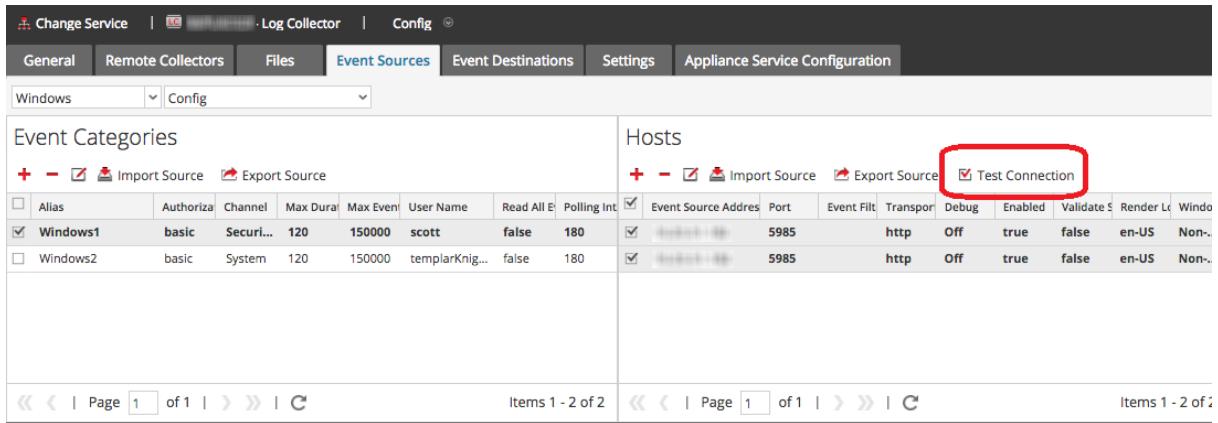 Change Service | LC - Log Collector | Config
General Remote Collectors Files Event Sources Event Destinations Settings Appliance Service Configuration
Windows Config
Event Categories
Import Source Export Source
Alias Authoriza Channel Max Durat Max Event User Name Read All E Polling Int
Windows1 basic Securi... 120 150000 scott false 180
Windows2 basic System 120 150000 templarKnig... false 180
Page 1 of 1 | Items 1 - 2 of 2
Hosts
Import Source Export Source Test Connection
Event Source Addres Port Event Filt Transpor Debug Enabled Validate S Render Lo Windo
5985 http Off true false en-US Non-..
5985 http Off true false en-US Non-..
Page 1 of 1 | Items 1 - 2 of 2